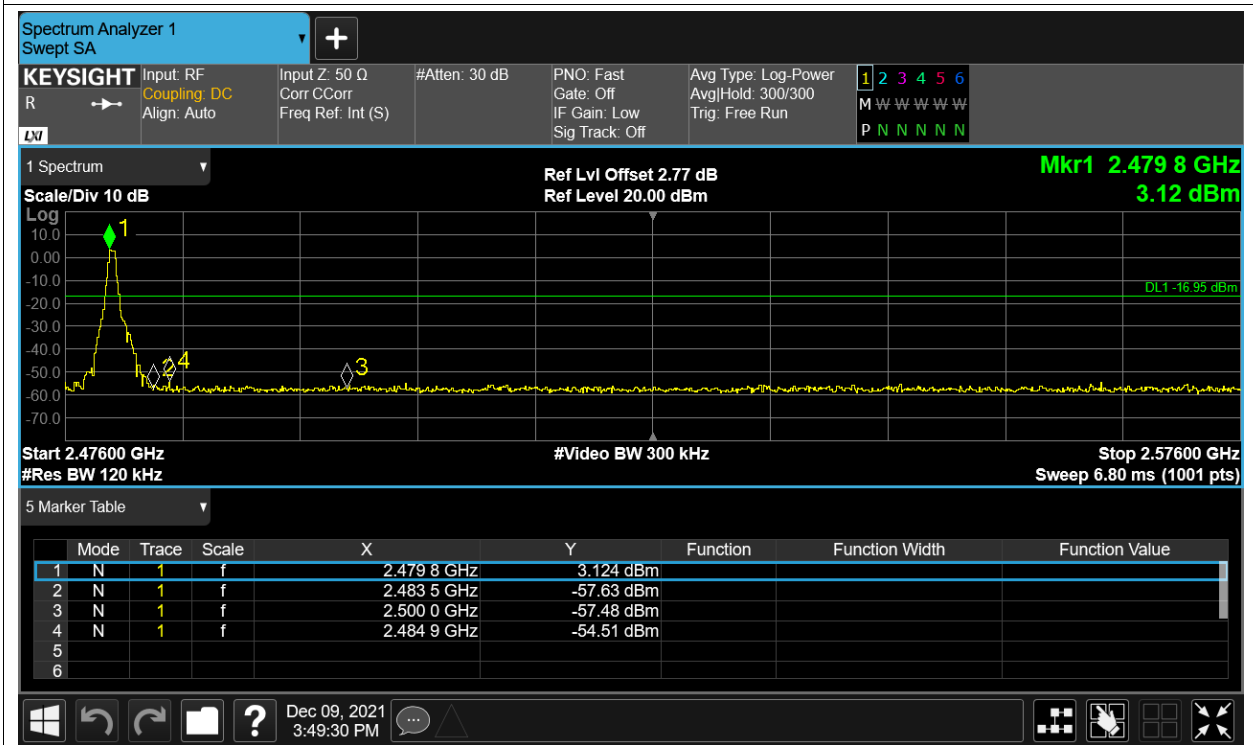 Spectrum Analyzer 1
Swept SA
+
KEYSIGHT Input: RF Input Z: 50 Ω #Atten: 30 dB PNO: Fast Avg Type: Log-Power 1 2 3 4 5 6
R Coupling: DC Corr CCorr Gate: Off Avg|Hold: 300/300 M W W W W W W
Align: Auto Freq Ref: Int (S) IF Gain: Low Trig: Free Run
LXI Sig Track: Off P N N N N N N
1 Spectrum Ref Lvl Offset 2.77 dB Mkr1 2.479 8 GHz
Scale/Div 10 dB Ref Level 20.00 dBm 3.12 dBm
Log
10.0 1
0.00
-10.0 DL1 -16.95 dBm
-20.0
-30.0
-40.0
-50.0 2 4 3
-60.0
-70.0
Start 2.47600 GHz #Video BW 300 kHz Stop 2.57600 GHz
#Res BW 120 kHz Sweep 6.80 ms (1001 pts)
5 Marker Table
Mode Trace Scale X Y Function Function Width Function Value
1 N 1 f 2.479 8 GHz 3.124 dBm
2 N 1 f 2.483 5 GHz -57.63 dBm
3 N 1 f 2.500 0 GHz -57.48 dBm
4 N 1 f 2.484 9 GHz -54.51 dBm
5
6
? Dec 09, 2021
3:49:30 PM